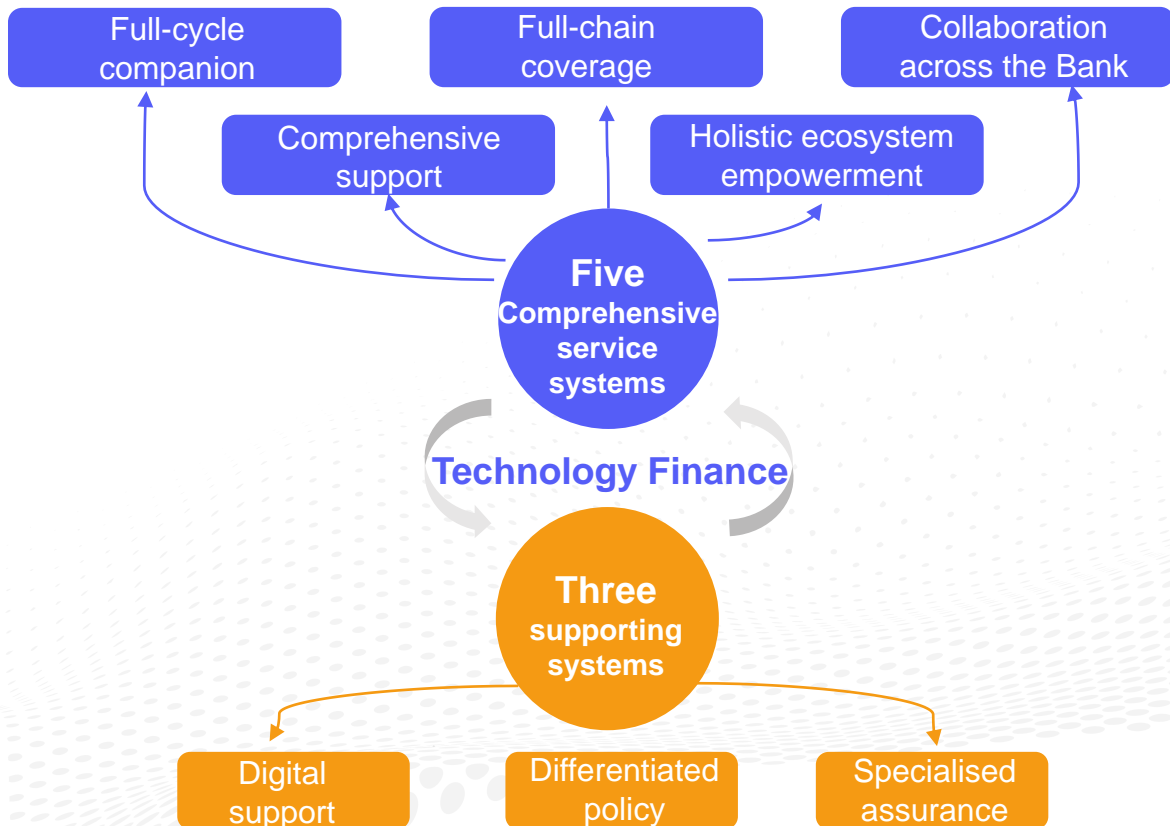 Full-cycle
companion
Full-chain
coverage
Collaboration
across the Bank
Comprehensive
support
Holistic ecosystem
empowerment
Five
Comprehensive
service
systems
Technology Finance
Three
supporting
systems
Digital
support
Differentiated
policy
Specialised
assurance